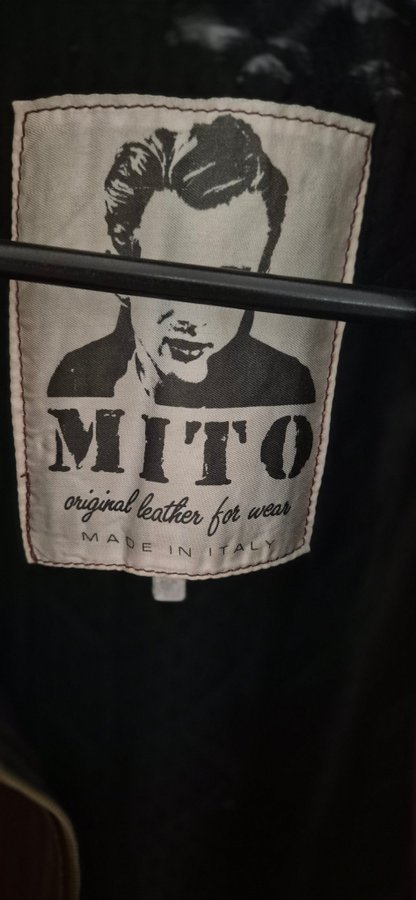 MITO
original leather for wear
MADE IN ITALY